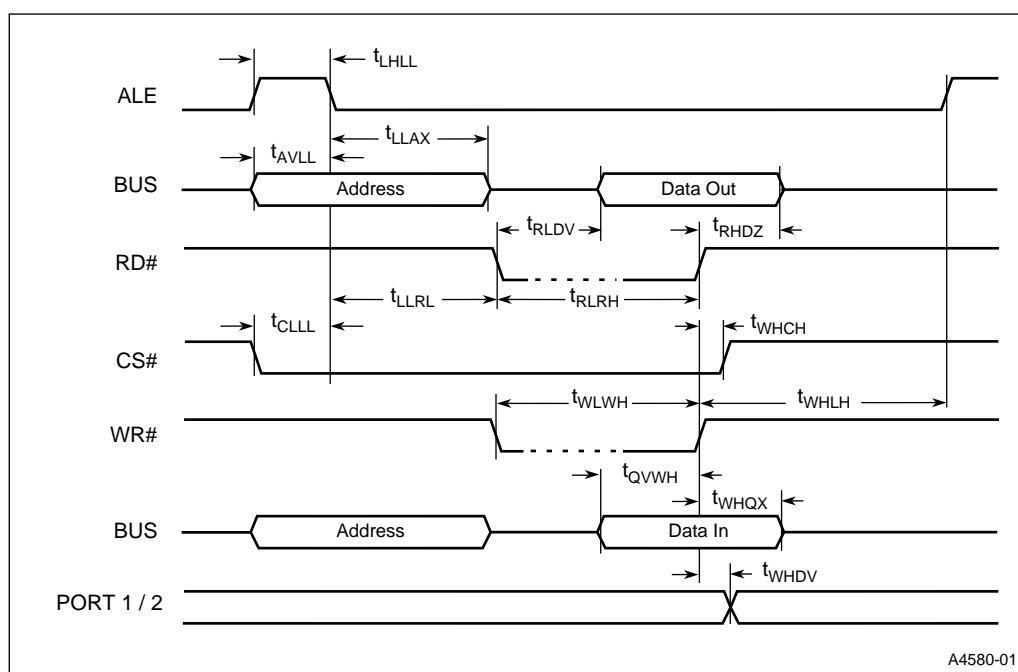 tLHLL
ALE
tLLAX
tAVLL
BUS
Address
Data Out
tRLDV
tRHDZ
RD#
tLLRL
tRLRH
tCLLL
tWHCH
CS#
tWLWH
tWHLH
WR#
tQVWH
tWHQX
BUS
Address
Data In
tWHDV
PORT 1 / 2
A4580-01